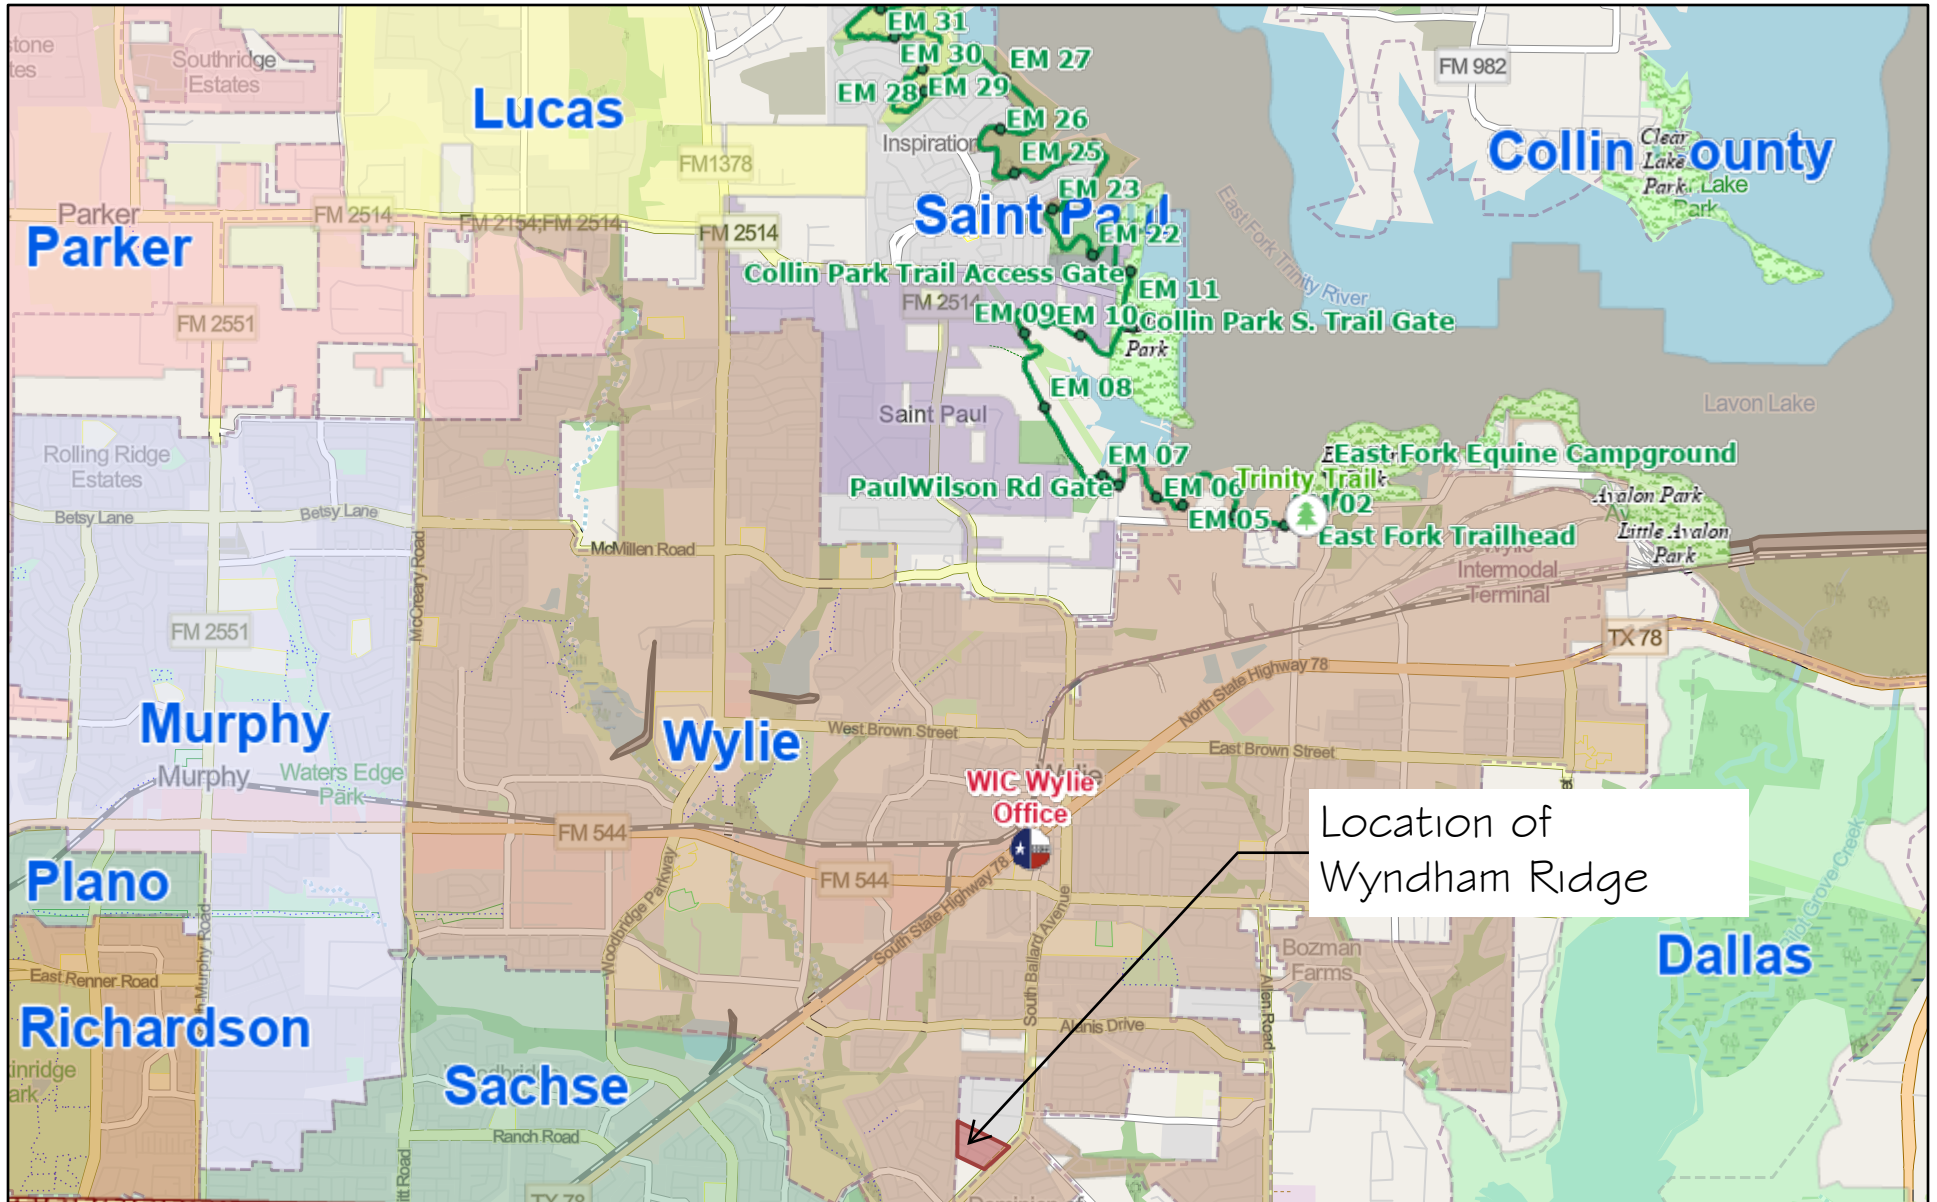 EM 31
Southridge
Estates
EM 30
EM 27
FM 982
EM 28
EM 29
Lucas
EM 26
Inspiration
EM 25
Collin
ounty
Clear
Lake
Park
Lake
Park
FM1378
EM 23
Parker
FM 2514
FM 2154;FM 2514
FM 2514
Saint Paul
EM 22
East Fork Trinity River
Parker
Collin Park Trail Access Gate
EM 11
FM 2514
EM 09
EM 10
Collin Park S. Trail Gate
FM 2551
Park
EM 08
Saint Paul
Lavon Lake
Rolling Ridge
Estates
EM 07
East Fork Equine Campground
Trinity Trail
PaulWilson Rd Gate
EM 06
02
Avalon Park
EM 05
East Fork Trailhead
Little Avalon
Park
Betsy Lane
Betsy Lane
McMillen Road
McCreary Road
Wylie
Intermodal
Terminal
FM 2551
TX 78
North State Highway 78
Murphy
Wylie
West Brown Street
East Brown Street
Murphy
Waters Edge
Park
WIC Wylie
Office
Wylie
Location of
Wyndham Ridge
FM 544
FM 544
Plano
South State Highway 78
Woodbridge Parkway
South Ballard Avenue
Murphy Road
Pilot Grove Creek
Bozman
Farms
Dallas
East Renner Road
Richardson
Allen Road
Alanis Drive
Sachse
Ranch Road
TX 78